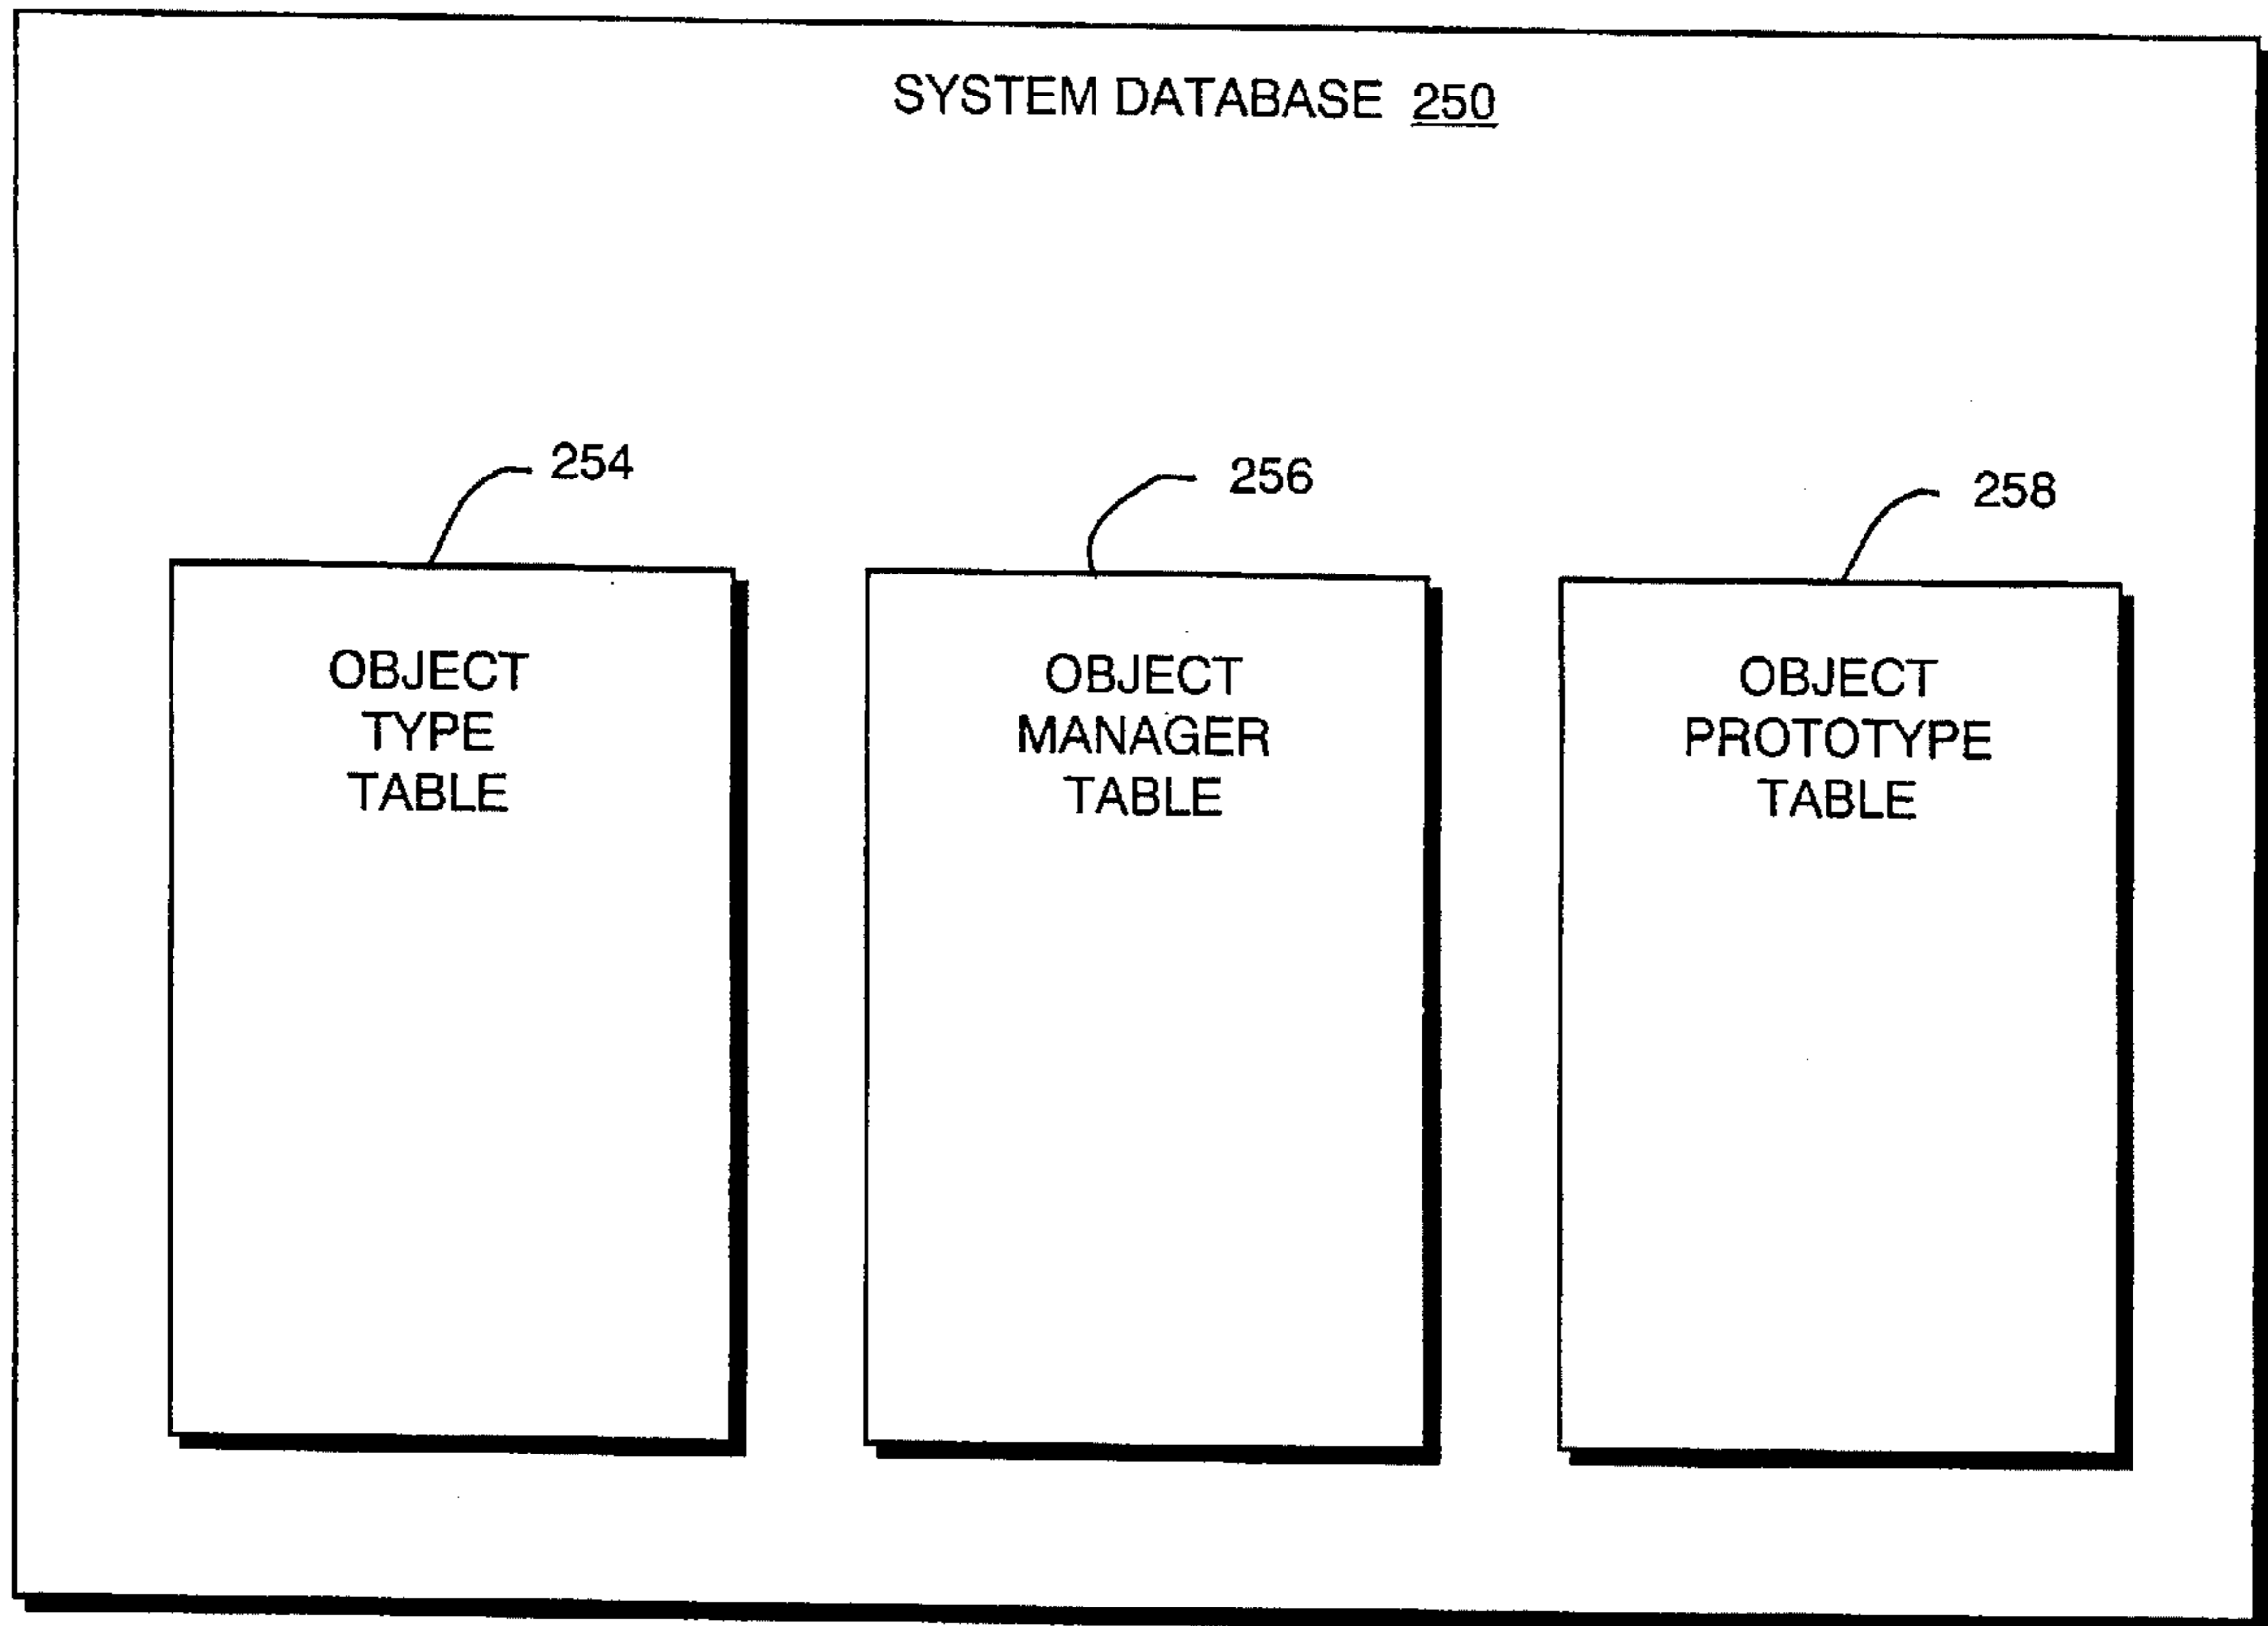 SYSTEM DATABASE 250
254
256
258
OBJECT
TYPE
TABLE
OBJECT
MANAGER
TABLE
OBJECT
PROTOTYPE
TABLE